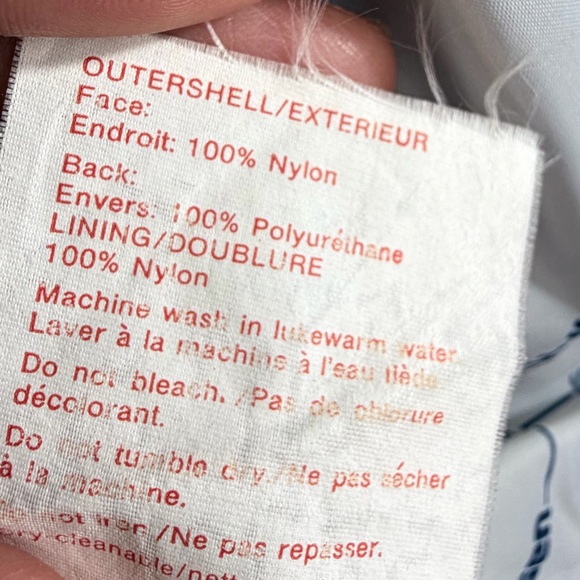 OUTERSHELL/EXTERIEUR
Face:
Endroit: 100% Nylon
Back:
Envers: 100% Polyuréthane
LINING/DOUBLURE
100% Nylon
Machine wash in lukewarm water
Laver à la machine à l'eau tiède
Do not bleach. /Pas de chlorure
décolorant.
Do not tumble dry./Ne pas sécher
à la machine.
not iron /Ne pas repasser.